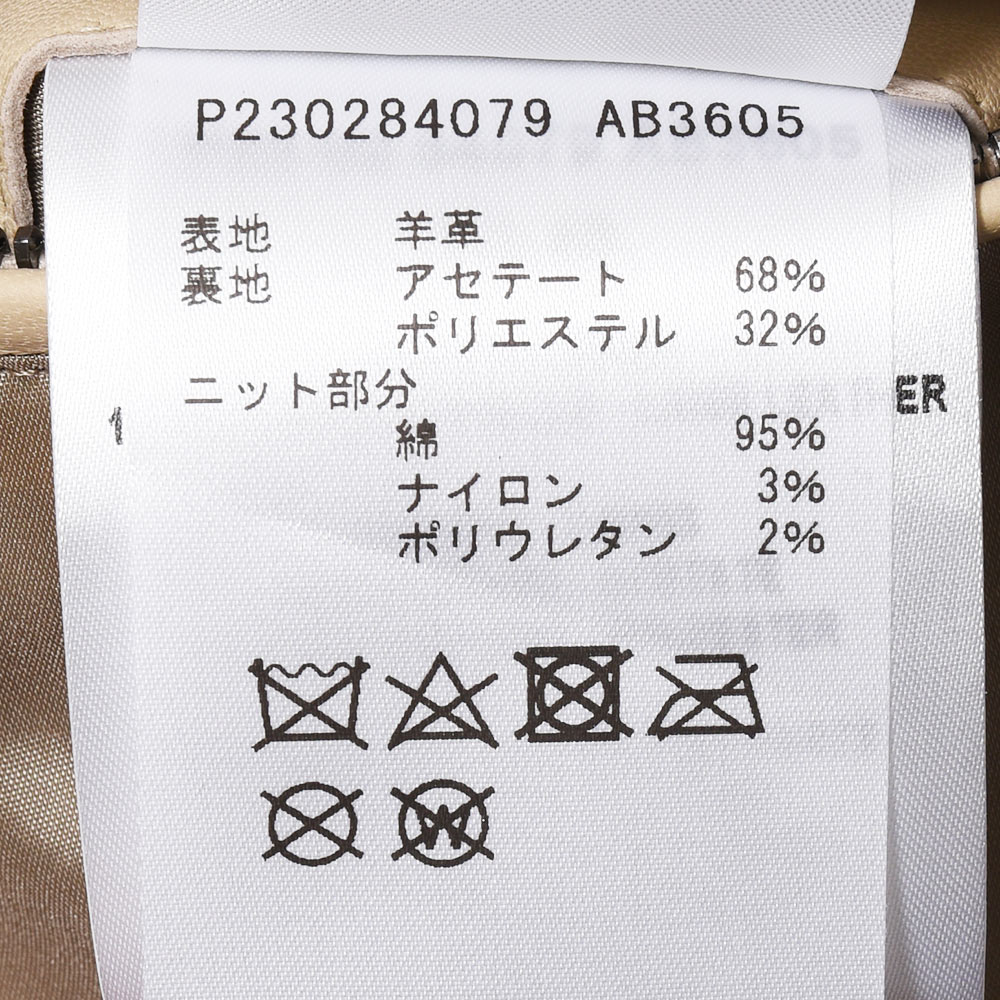 P230284079 AB3605
表地 羊革
裏地 アセテート 68%
ポリエステル 32%
ニット部分
1 ER
綿 95%
ナイロン 3%
ポリウレタン 2%
W